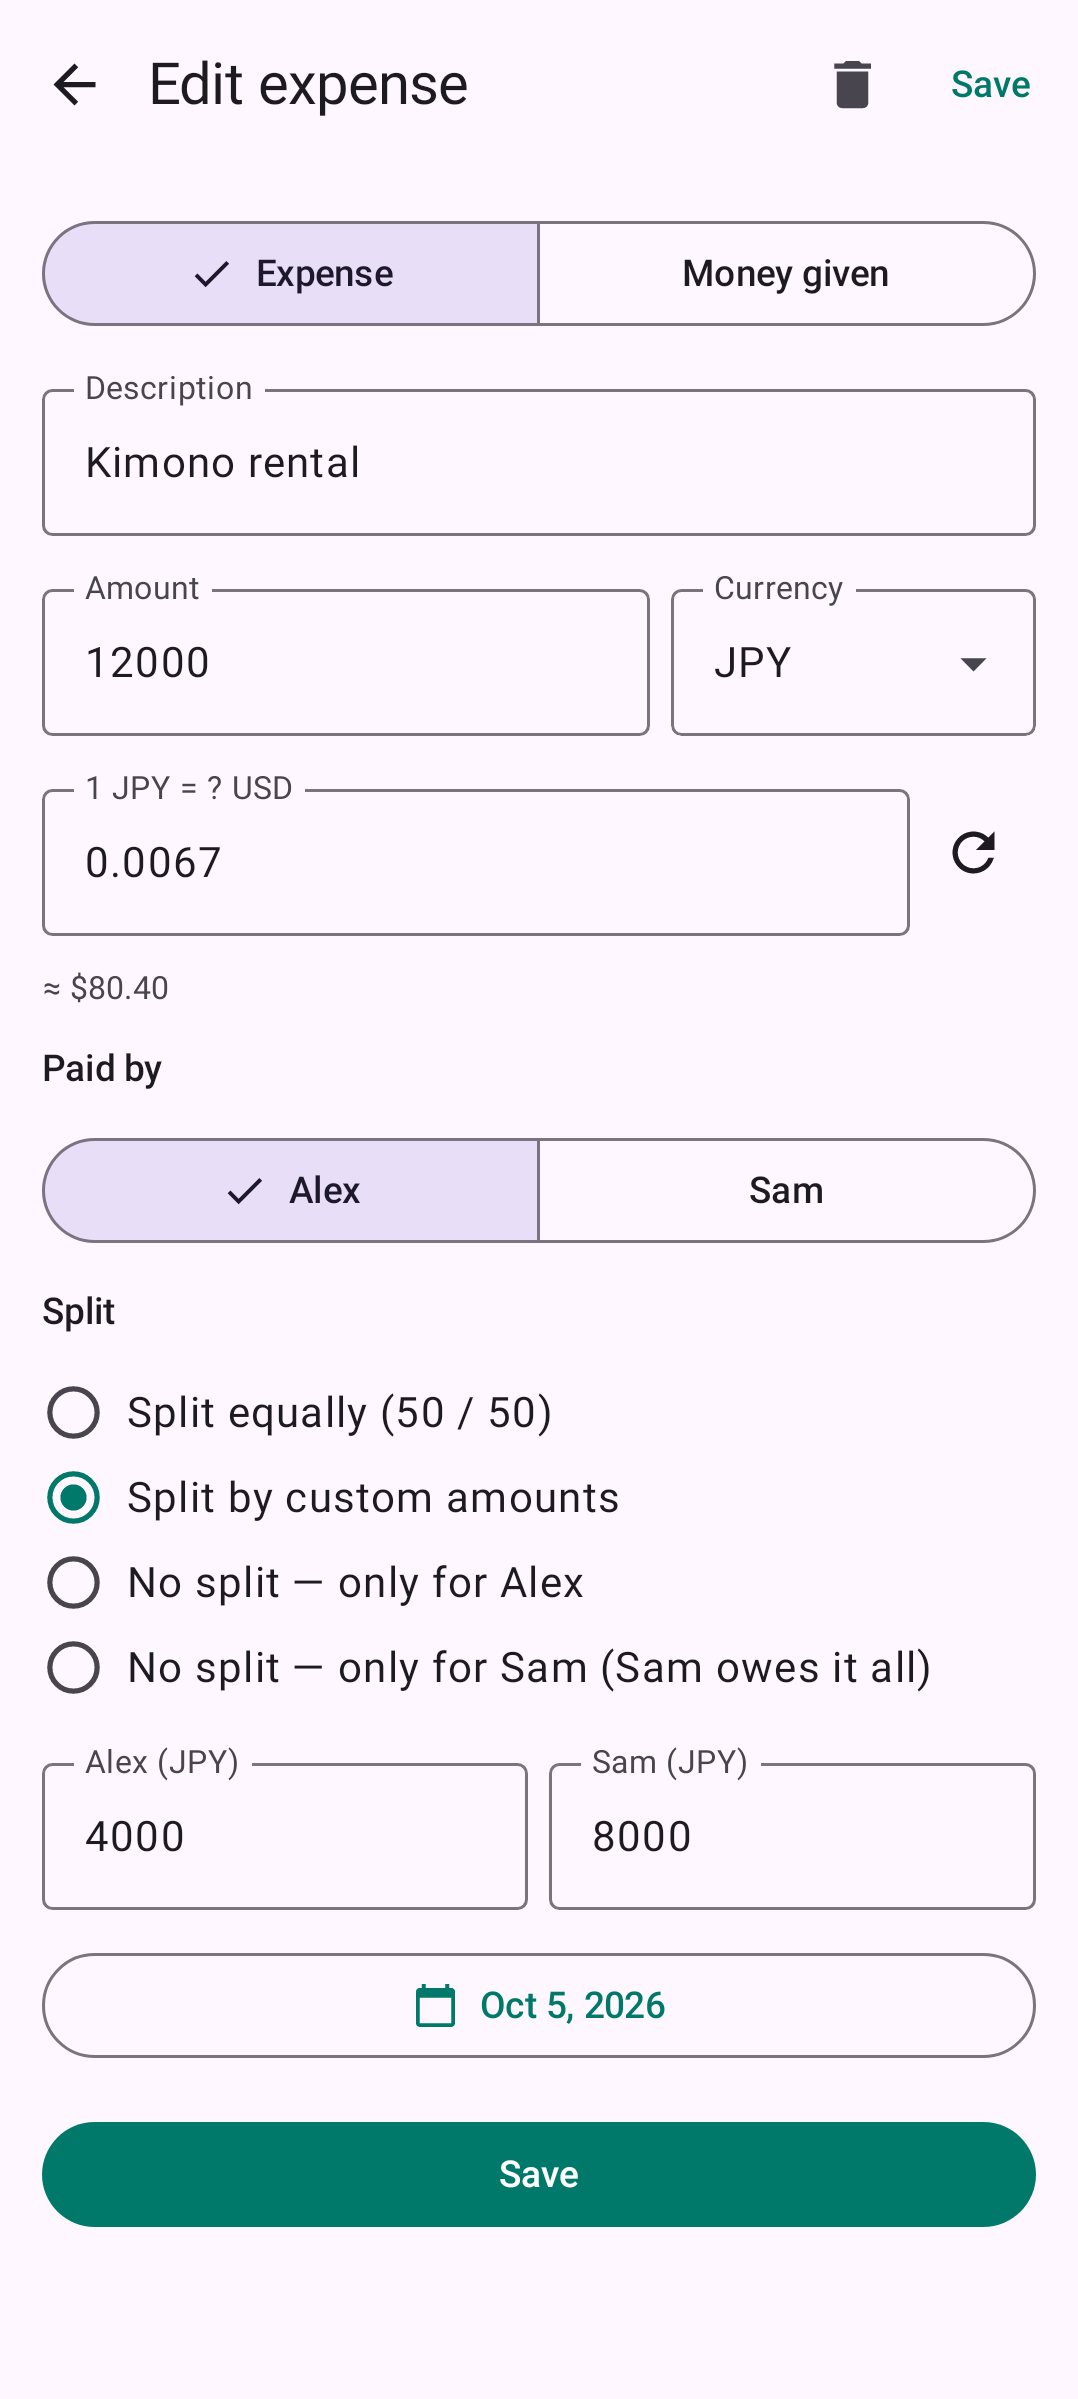 Edit expense
Save
Expense
Money given
Description
Kimono rental
Amount
Currency
12000
JPY
1 JPY = ? USD
0.0067
≈ $80.40
Paid by
Alex
Sam
Split
Split equally (50 / 50)
Split by custom amounts
No split — only for Alex
No split — only for Sam (Sam owes it all)
Alex (JPY)
Sam (JPY)
4000
8000
Oct 5, 2026
Save